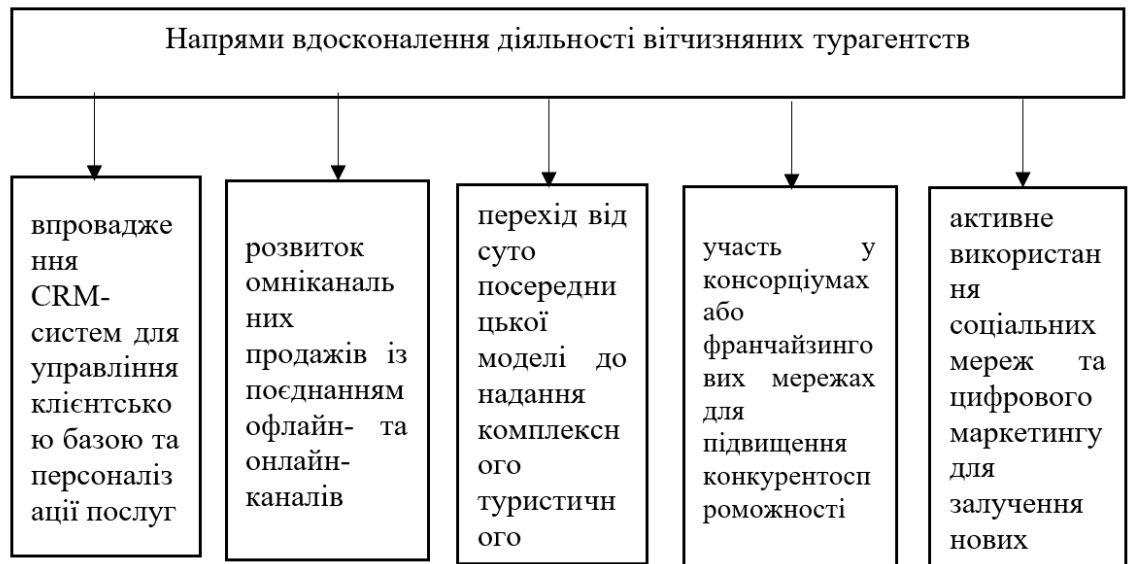 Напрями вдосконалення діяльності вітчизняних турагентств
впровадже
ння
CRM-
систем для
управління
клієнтсько
ю базою та
персоналіз
ації послуг
розвиток
омніканаль
них
продажів із
поєднанням
офлайн- та
онлайн-
каналів
перехід від
суто
посередни
цької
моделі до
надання
комплексн
ого
туристичн
ого
участь у
консорціумах
або
франчайзинго
вих мережах
для
підвищення
конкурентосп
роможності
активне
використан
ня
соціальних
мереж та
цифрового
маркетингу
для
залучення
нових